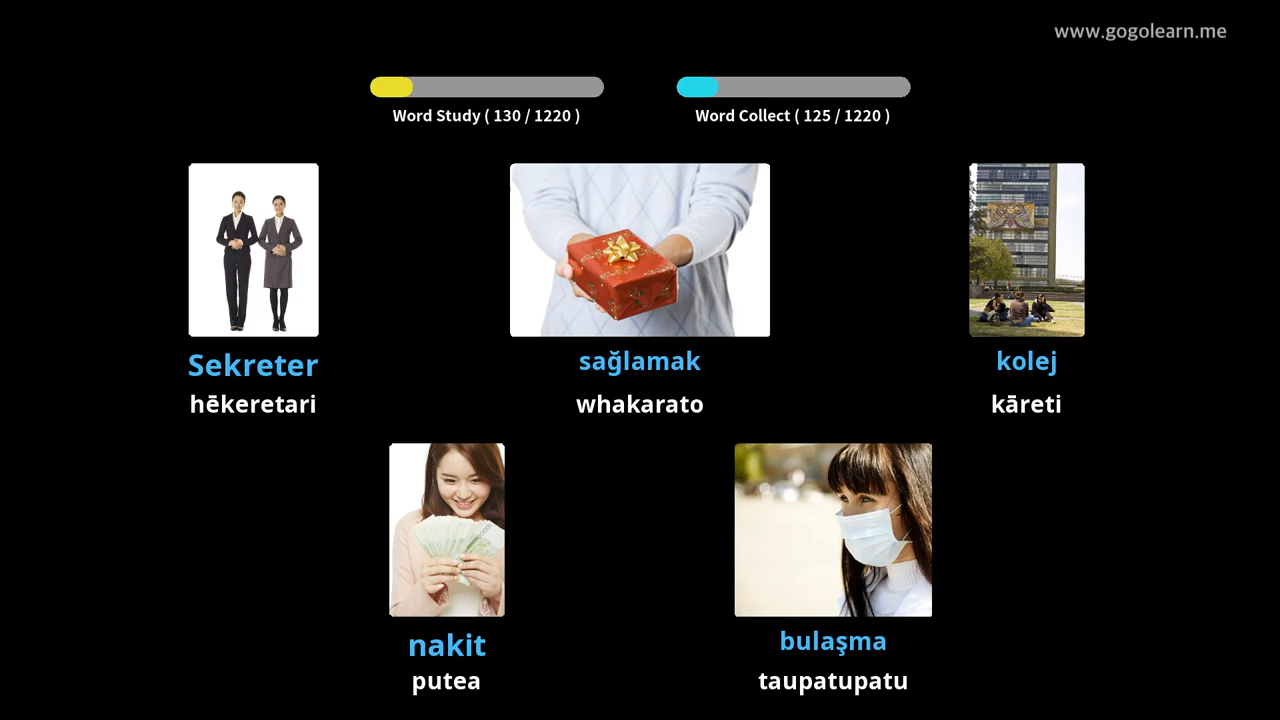 www.gogolearn.me
Word Study ( 130 / 1220 )
Word Collect ( 125 / 1220 )
Sekreter
hēkeretari
sağlamak
whakarato
kolej
kāreti
nakit
putea
bulaşma
taupatupatu